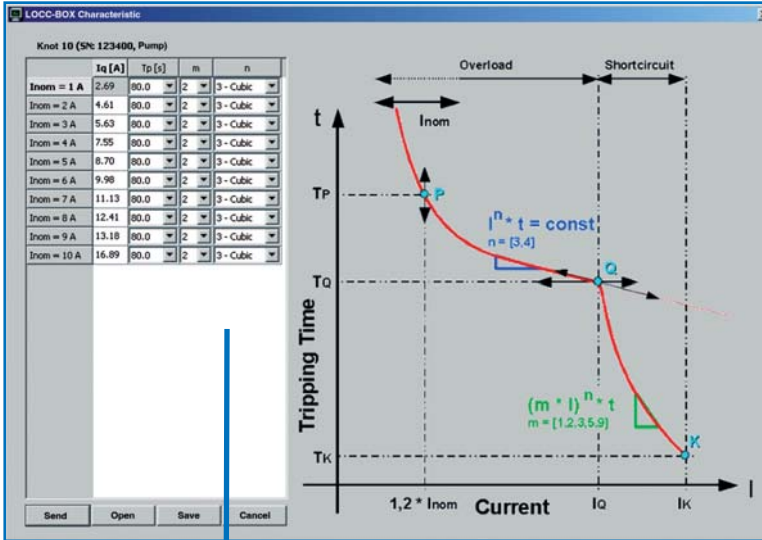 LOCC-BOX Characteristic
Knot 10 (SN: 123400, Pump)
Iq [A] Tp [s] m n
Inom = 1 A 2.69 80.0 2 3 - Cubic
Inom = 2 A 4.61 80.0 2 3 - Cubic
Inom = 3 A 5.63 80.0 2 3 - Cubic
Inom = 4 A 7.55 80.0 2 3 - Cubic
Inom = 5 A 8.70 80.0 2 3 - Cubic
Inom = 6 A 9.98 80.0 2 3 - Cubic
Inom = 7 A 11.13 80.0 2 3 - Cubic
Inom = 8 A 12.41 80.0 2 3 - Cubic
Inom = 9 A 13.18 80.0 2 3 - Cubic
Inom = 10 A 16.89 80.0 2 3 - Cubic
Send Open Save Cancel
Overload Shortcircuit
Inom
t
TP
P
I^n * t = const
n = [3,4]
Q
TQ
Tripping Time
(m * I)^n * t
m = [1,2,3,5,9]
K
TK
I
1,2 * Inom Current IQ IK